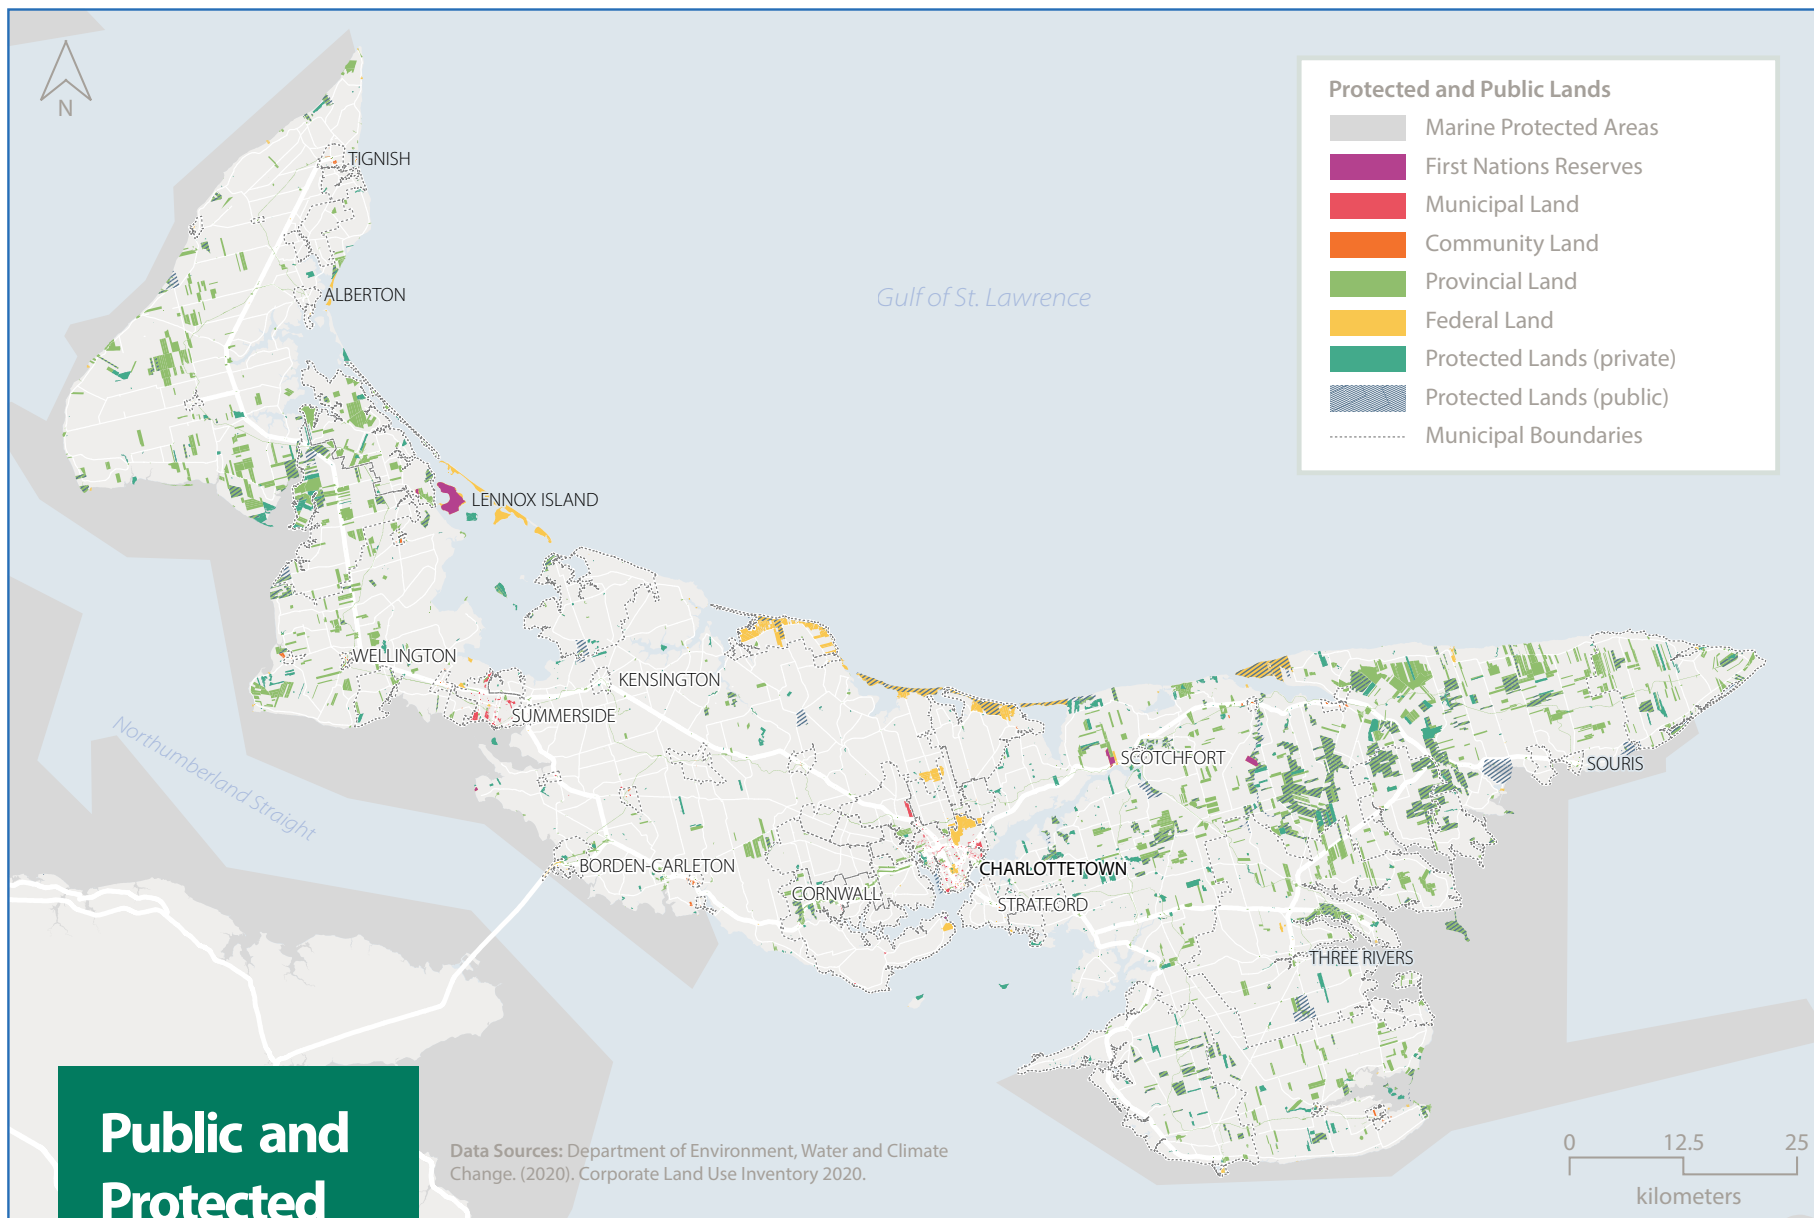 N
TIGNISH
ALBERTON
Gulf of St. Lawrence
LENNOX ISLAND
WELLINGTON
KENSINGTON
SUMMERSIDE
Northumberland Straight
SCOTCHFORT
SOURIS
BORDEN-CARLETON
CHARLOTTETOWN
CORNWALL
STRATFORD
THREE RIVERS
Protected and Public Lands
Marine Protected Areas
First Nations Reserves
Municipal Land
Community Land
Provincial Land
Federal Land
Protected Lands (private)
Protected Lands (public)
Municipal Boundaries
Public and
Protected
Data Sources: Department of Environment, Water and Climate
Change. (2020). Corporate Land Use Inventory 2020.
0 12.5 25
kilometers